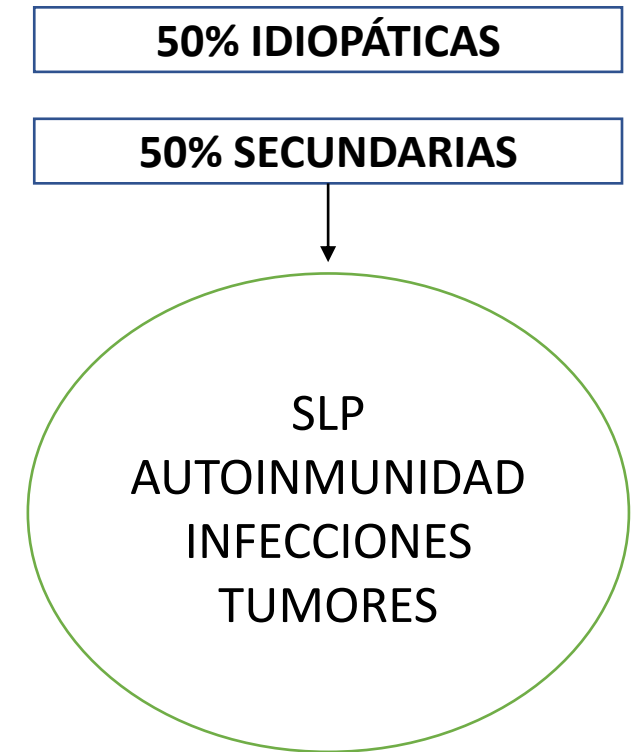 50% IDIOPÁTICAS
50% SECUNDARIAS
SLP
AUTOINMUNIDAD
INFECCIONES
TUMORES